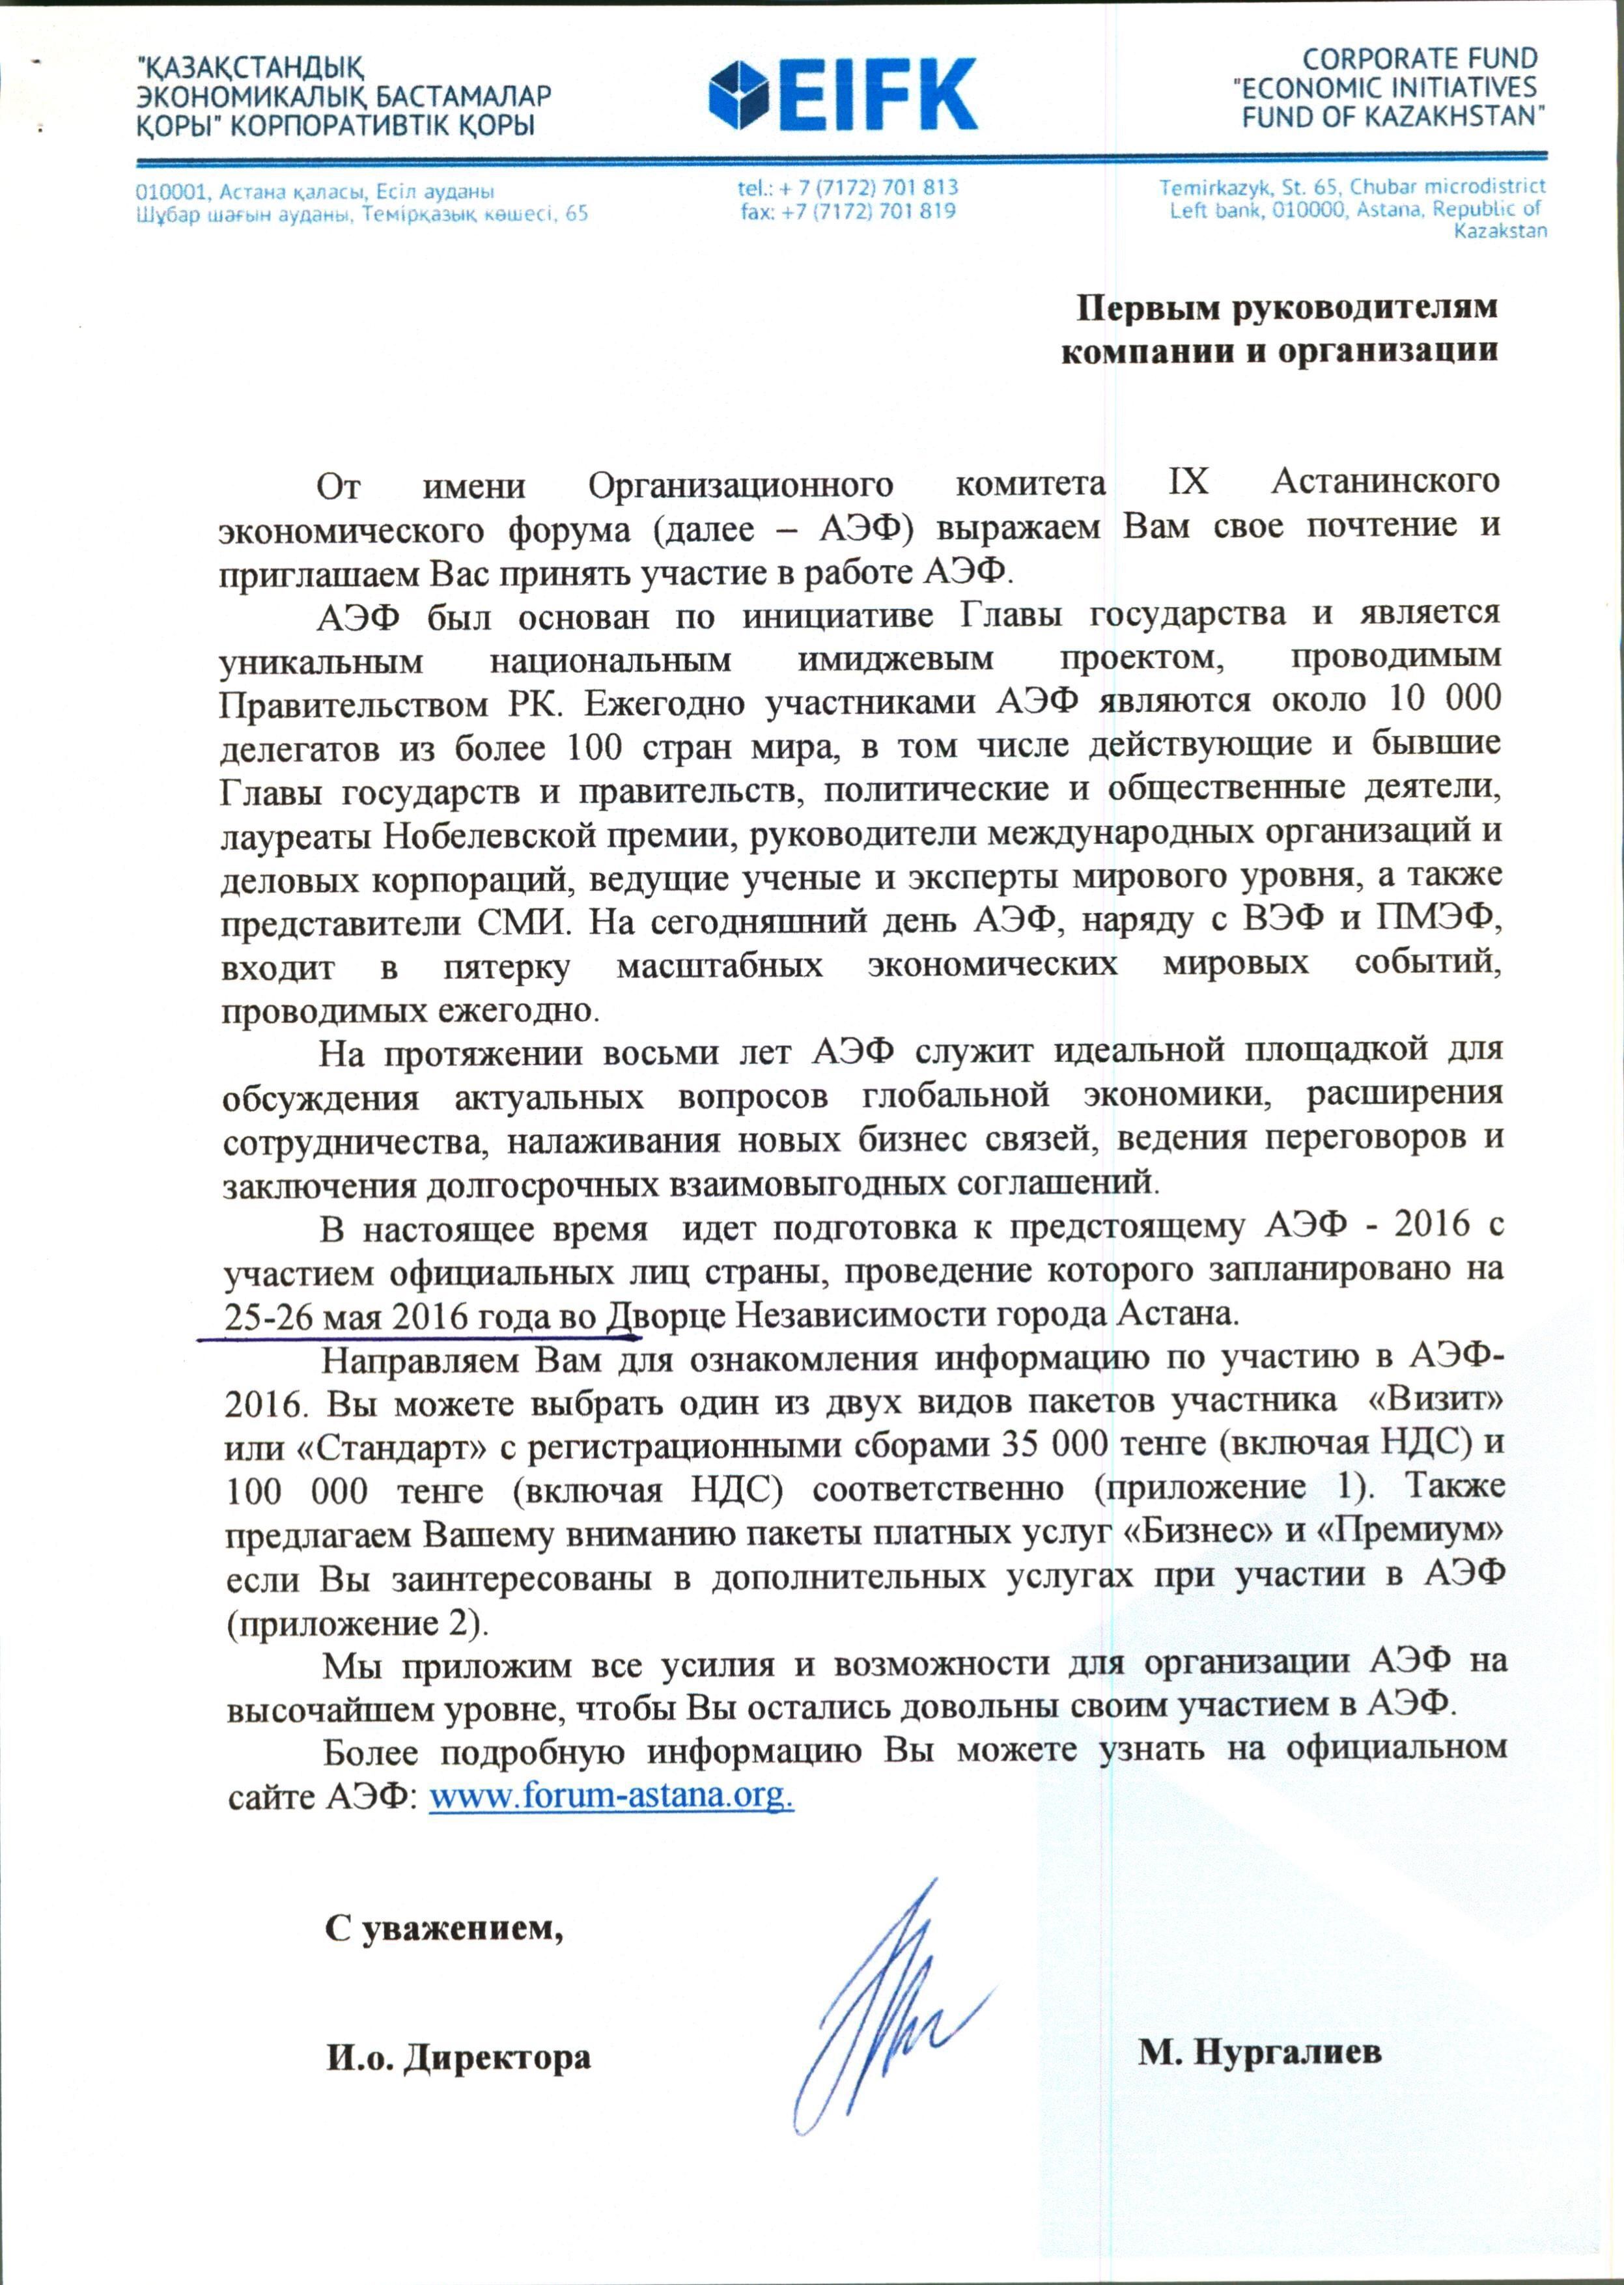 "ҚАЗАҚСТАНДЫҚ
ЭКОНОМИКАЛЫҚ БАСТАМАЛАР
ҚОРЫ" КОРПОРАТИВТІК ҚОРЫ
EIFK
CORPORATE FUND
"ECONOMIC INITIATIVES
FUND OF KAZAKHSTAN"
010001, Астана қаласы, Есіл ауданы
Шұбар шағын ауданы, Темірқазық көшесі, 65
tel.: + 7 (7172) 701 813
fax: +7 (7172) 701 819
Temirkazyk, St. 65, Chubar microdistrict
Left bank, 010000, Astana, Republic of
Kazakstan
Первым руководителям
компании и организации
От имени Организационного комитета IX Астанинского
экономического форума (далее – АЭФ) выражаем Вам свое почтение и
приглашаем Вас принять участие в работе АЭФ.
АЭФ был основан по инициативе Главы государства и является
уникальным национальным имиджевым проектом, проводимым
Правительством РК. Ежегодно участниками АЭФ являются около 10 000
делегатов из более 100 стран мира, в том числе действующие и бывшие
Главы государств и правительств, политические и общественные деятели,
лауреаты Нобелевской премии, руководители международных организаций и
деловых корпораций, ведущие ученые и эксперты мирового уровня, а также
представители СМИ. На сегодняшний день АЭФ, наряду с ВЭФ и ПМЭФ,
входит в пятерку масштабных экономических мировых событий,
проводимых ежегодно.
На протяжении восьми лет АЭФ служит идеальной площадкой для
обсуждения актуальных вопросов глобальной экономики, расширения
сотрудничества, налаживания новых бизнес связей, ведения переговоров и
заключения долгосрочных взаимовыгодных соглашений.
В настоящее время идет подготовка к предстоящему АЭФ - 2016 с
участием официальных лиц страны, проведение которого запланировано на
25-26 мая 2016 года во Дворце Независимости города Астана.
Направляем Вам для ознакомления информацию по участию в АЭФ-
2016. Вы можете выбрать один из двух видов пакетов участника «Визит»
или «Стандарт» с регистрационными сборами 35 000 тенге (включая НДС) и
100 000 тенге (включая НДС) соответственно (приложение 1). Также
предлагаем Вашему вниманию пакеты платных услуг «Бизнес» и «Премиум»
если Вы заинтересованы в дополнительных услугах при участии в АЭФ
(приложение 2).
Мы приложим все усилия и возможности для организации АЭФ на
высочайшем уровне, чтобы Вы остались довольны своим участием в АЭФ.
Более подробную информацию Вы можете узнать на официальном
сайте АЭФ: www.forum-astana.org.
С уважением,
И.о. Директора
М. Нургалиев